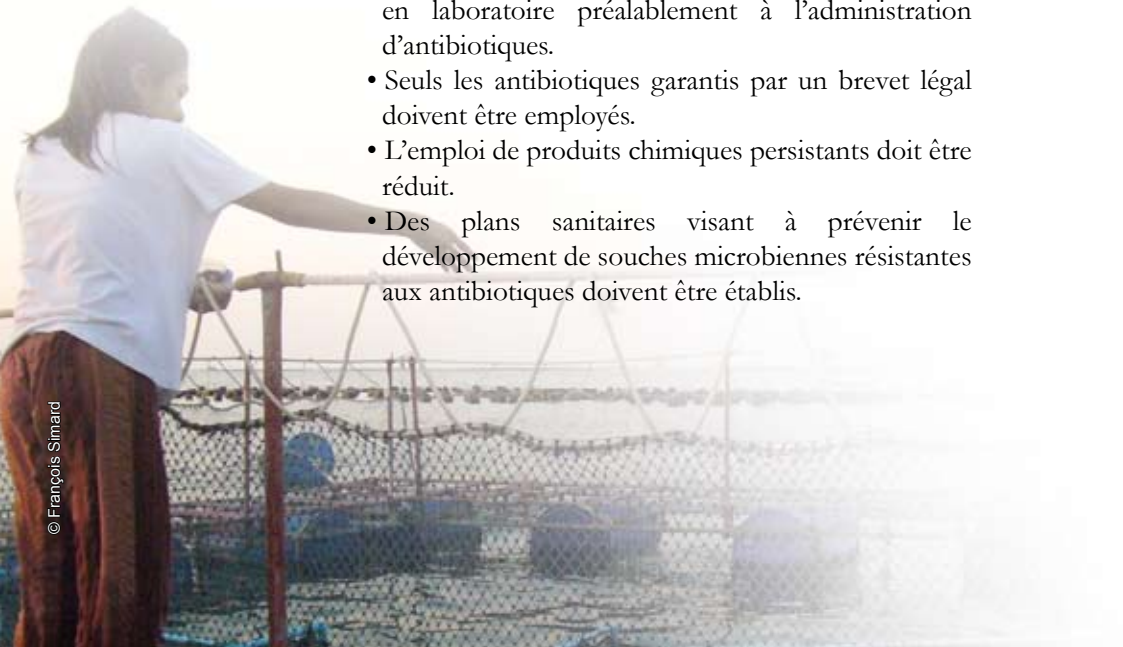 en laboratoire préalablement à l’administration
d’antibiotiques.
• Seuls les antibiotiques garantis par un brevet légal
doivent être employés.
• L’emploi de produits chimiques persistants doit être
réduit.
• Des plans sanitaires visant à prévenir le
développement de souches microbiennes résistantes
aux antibiotiques doivent être établis.
© François Simard